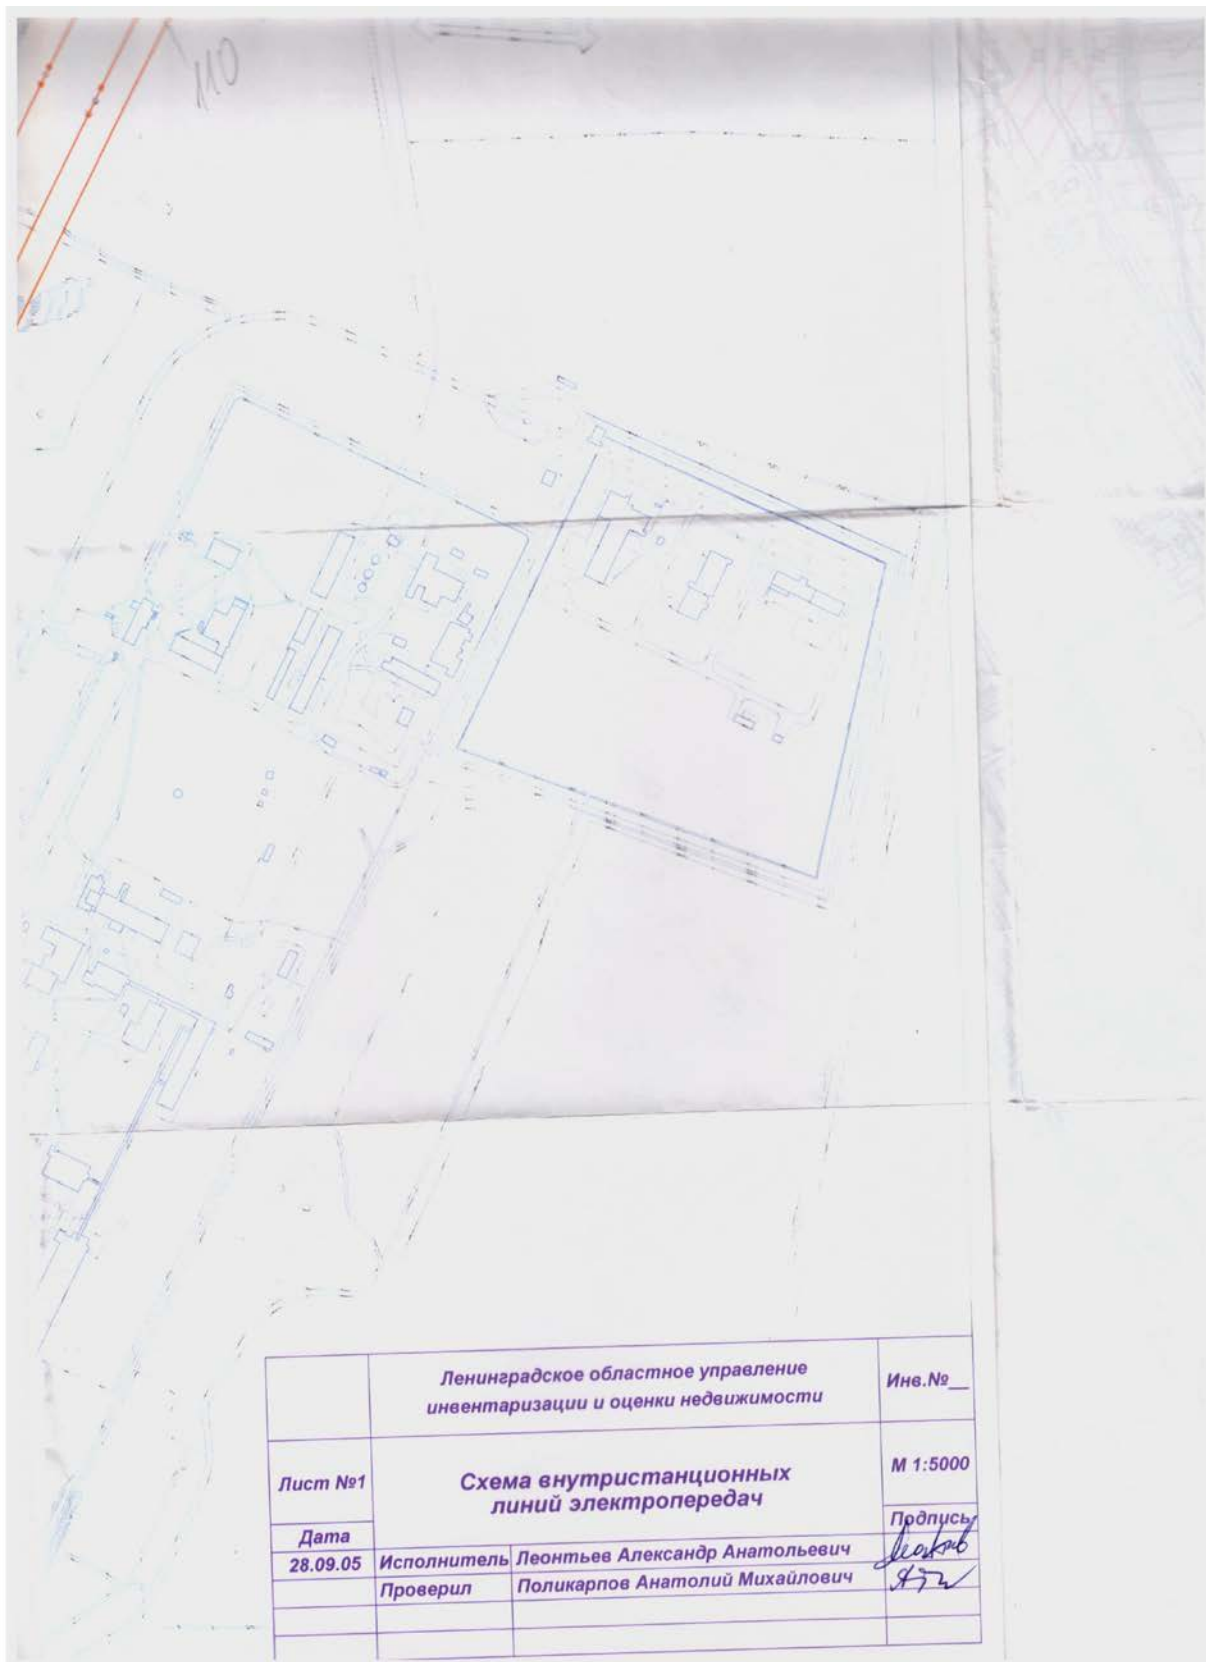 110
Ленинградское областное управление
инвентаризации и оценки недвижимости
Инв.№__
Лист №1
Схема внутристанционных
линий электропередач
М 1:5000
Дата
Подпись
28.09.05 Исполнитель Леонтьев Александр Анатольевич
Проверил Поликарпов Анатолий Михайлович